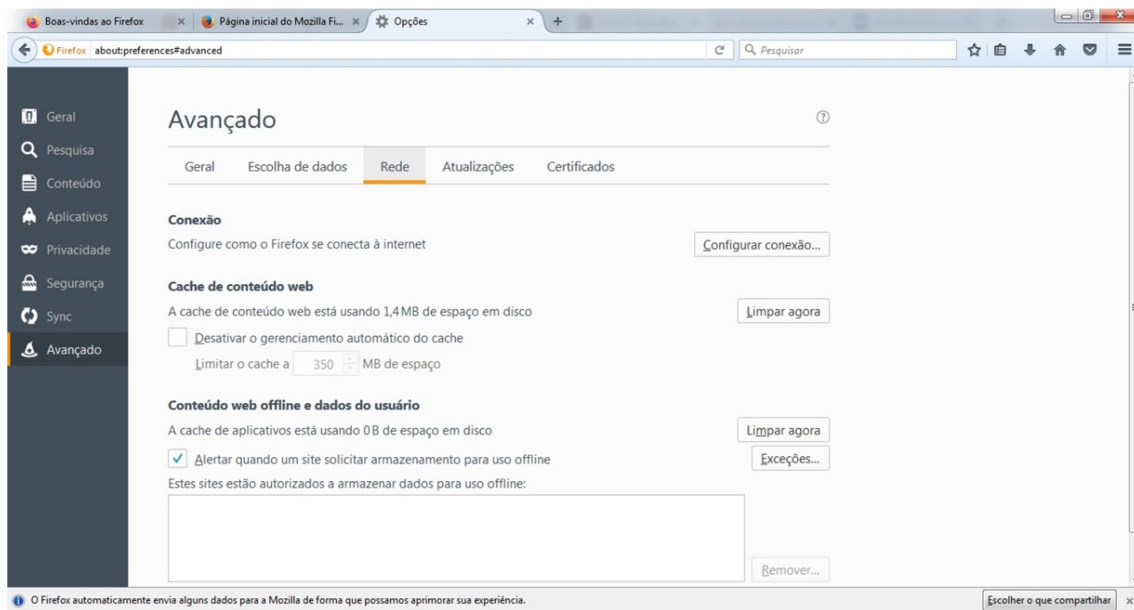 Boas-vindas ao Firefox
Página inicial do Mozilla Fi...
Opções
Firefox
about:preferences#advanced
Pesquisar
Geral
Pesquisa
Conteúdo
Aplicativos
Privacidade
Segurança
Sync
Avançado
Avançado
Geral Escolha de dados Rede Atualizações Certificados
Conexão
Configure como o Firefox se conecta à internet
Configurar conexão...
Cache de conteúdo web
A cache de conteúdo web está usando 1,4 MB de espaço em disco
Limpar agora
Desativar o gerenciamento automático do cache
Limitar o cache a 350 MB de espaço
Conteúdo web offline e dados do usuário
A cache de aplicativos está usando 0 B de espaço em disco
Limpar agora
Alertar quando um site solicitar armazenamento para uso offline
Exceções...
Estes sites estão autorizados a armazenar dados para uso offline:
Remover...
O Firefox automaticamente envia alguns dados para a Mozilla de forma que possamos aprimorar sua experiência.
Escolher o que compartilhar